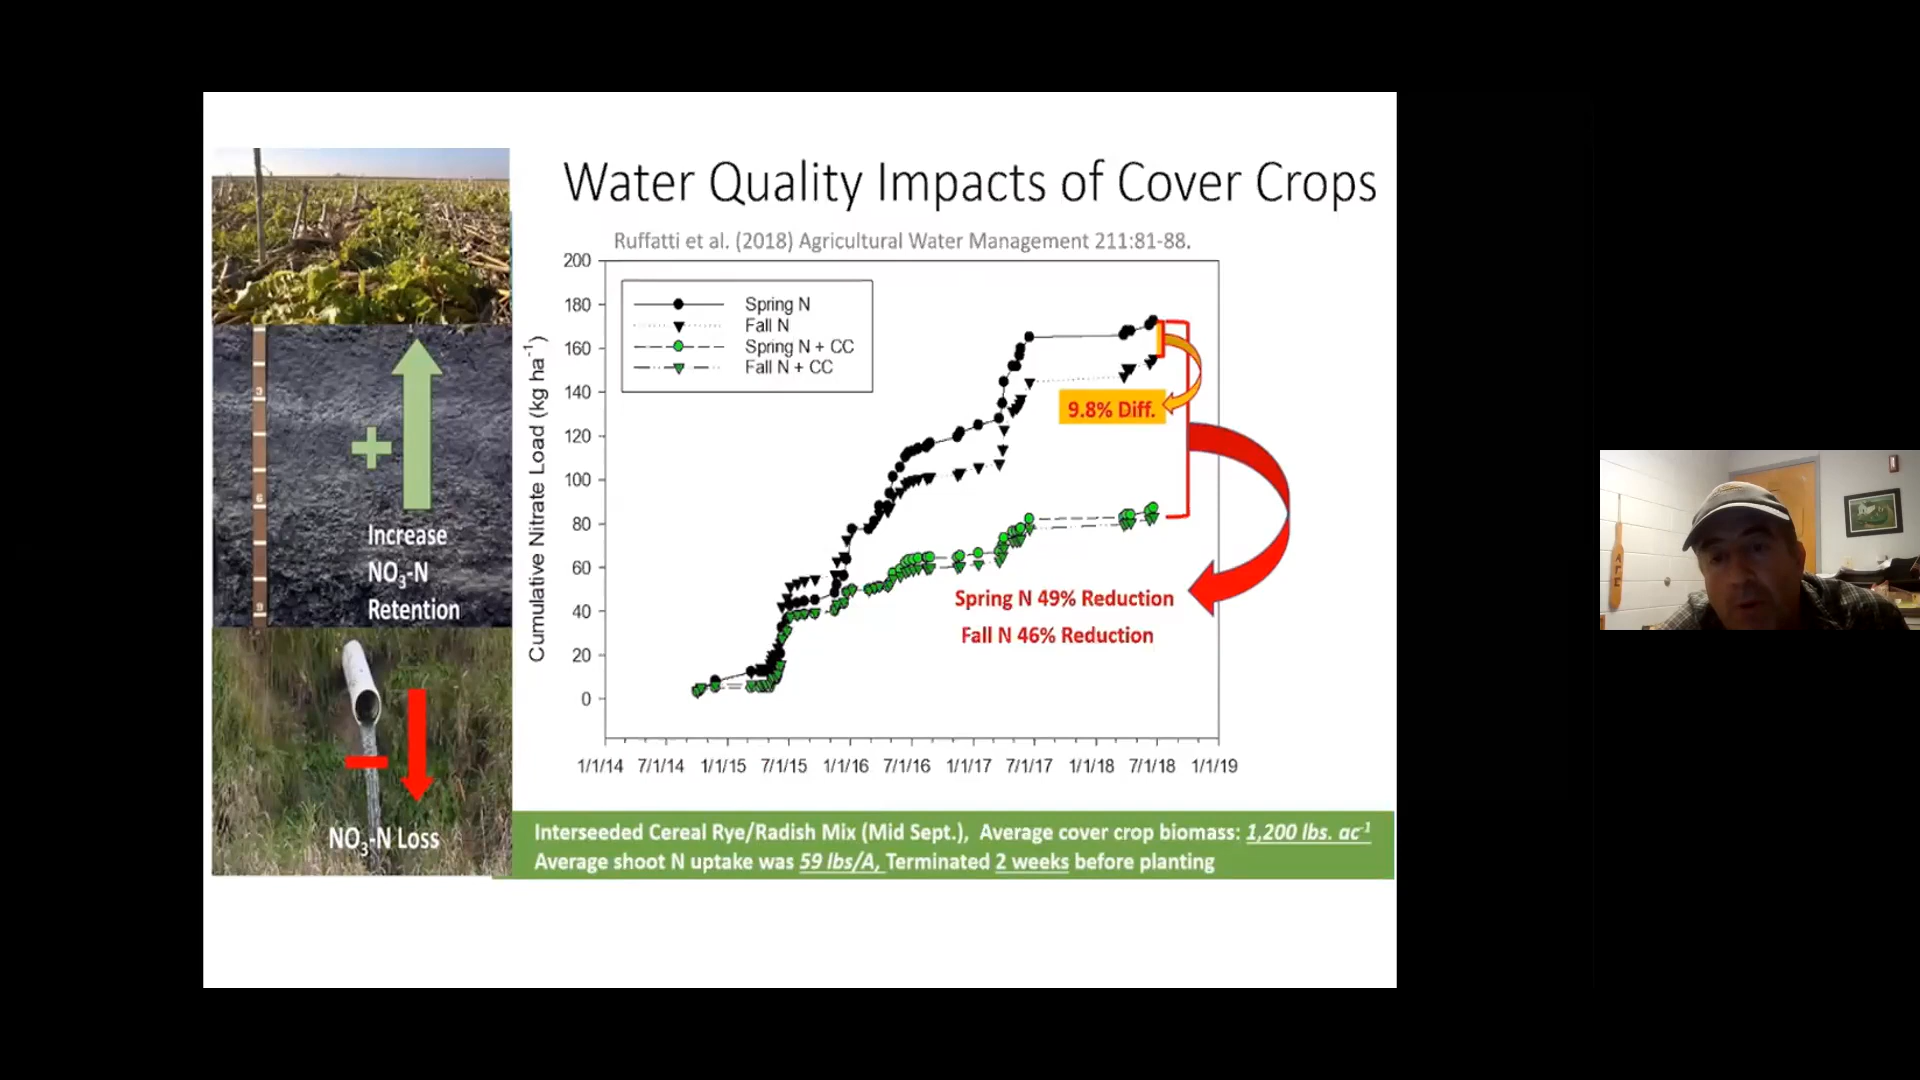 Water Quality Impacts of Cover Crops
Ruffatti et al. (2018) Agricultural Water Management 211:81-88.
200
180
160
140
120
100
80
60
40
20
0
Cumulative Nitrate Load (kg ha-1)
Spring N
Fall N
Spring N + CC
Fall N + CC
9.8% Diff.
Spring N 49% Reduction
Fall N 46% Reduction
1/1/14 7/1/14 1/1/15 7/1/15 1/1/16 7/1/16 1/1/17 7/1/17 1/1/18 7/1/18 1/1/19
3
6
9
+
Increase
NO3-N
Retention
NO3-N Loss
Interseeded Cereal Rye/Radish Mix (Mid Sept.), Average cover crop biomass: 1,200 lbs. ac-1
Average shoot N uptake was 59 lbs/A, Terminated 2 weeks before planting